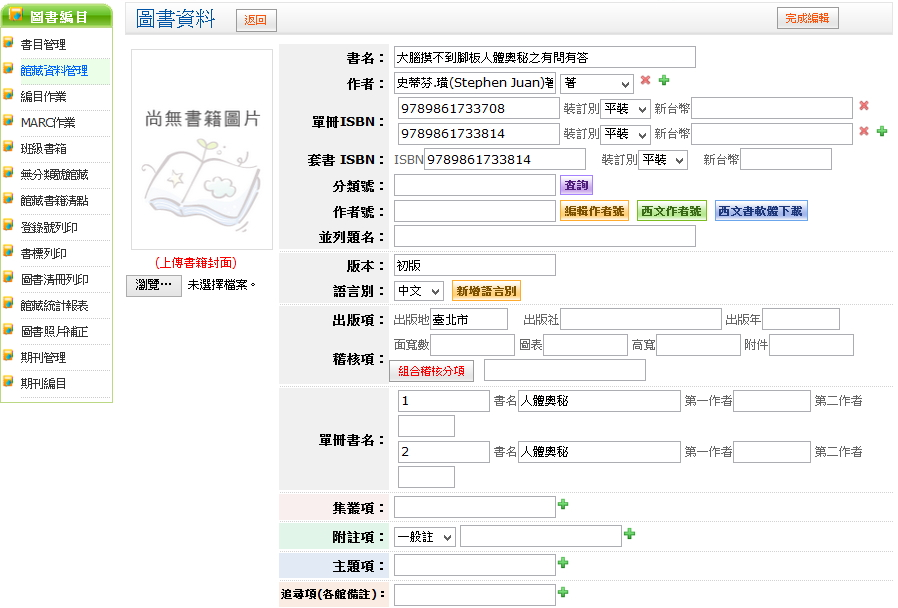 圖書編目
書目管理
館藏資料管理
編目作業
MARC作業
班級書箱
無分類號館藏
館藏書籍清點
登錄號列印
書標列印
圖書清冊列印
館藏統計報表
圖書照片補正
期刊管理
期刊編目
圖書資料 返回 完成編輯
尚無書籍圖片
(上傳書籍封面)
瀏覽… 未選擇檔案。
書名： 大腦摸不到腳板人體奧秘之有問有答
作者： 史蒂芬.璜(Stephen Juan)著 著
單冊ISBN： 9789861733708 裝訂別 平裝 新台幣
9789861733814 裝訂別 平裝 新台幣
套書 ISBN： ISBN 9789861733814 裝訂別 平裝 新台幣
分類號： 查詢
作者號： 編輯作者號 西文作者號 西文書軟體下載
並列題名：
版本： 初版
語言別： 中文 新增語言別
出版項： 出版地 臺北市 出版社 出版年
稽核項： 面寬數 圖表 高寬 附件
組合稽核分項
單冊書名： 1 書名 人體奧秘 第一作者 第二作者
2 書名 人體奧秘 第一作者 第二作者
集叢項：
附註項： 一般註
主題項：
追尋項(各館備註)：